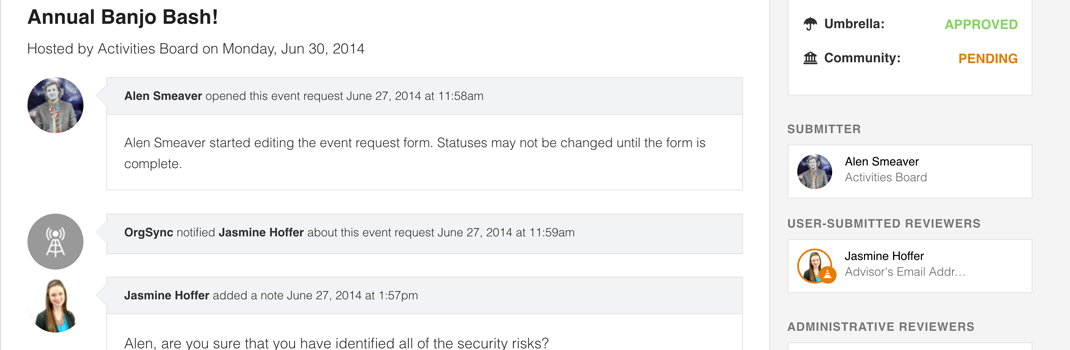 Annual Banjo Bash!
Hosted by Activities Board on Monday, Jun 30, 2014
Alen Smeaver opened this event request June 27, 2014 at 11:58am
Alen Smeaver started editing the event request form. Statuses may not be changed until the form is
complete.
OrgSync notified Jasmine Hoffer about this event request June 27, 2014 at 11:59am
Jasmine Hoffer added a note June 27, 2014 at 1:57pm
Alen, are you sure that you have identified all of the security risks?
Umbrella: APPROVED
Community: PENDING
SUBMITTER
Alen Smeaver
Activities Board
USER-SUBMITTED REVIEWERS
Jasmine Hoffer
Advisor's Email Addr...
ADMINISTRATIVE REVIEWERS